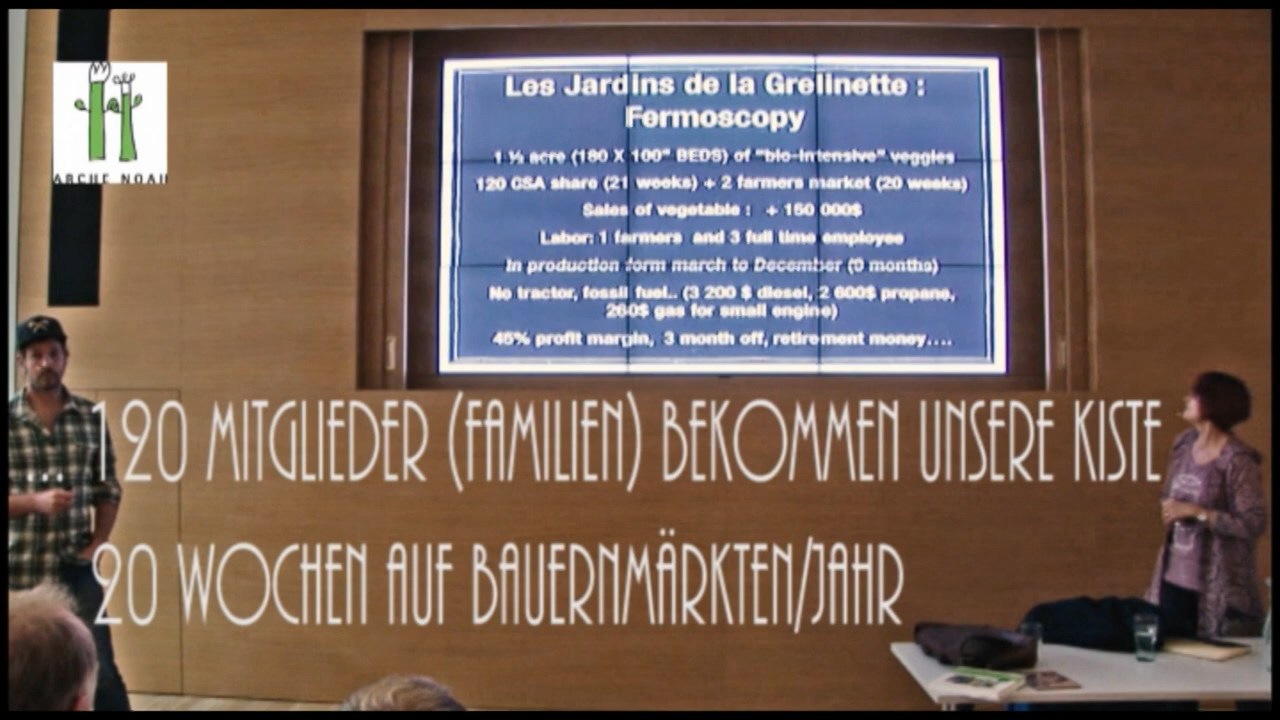 ARCHE NOAH
Les Jardins de la Grelinette :
Fermoscopy
1 ½ acre (180 X 100" BEDS) of "bio-intensive" veggies
120 CSA share (21 weeks) + 2 farmers market (20 weeks)
Sales of vegetable : + 150 000$
Labor: 1 farmers and 3 full time employee
In production form march to December (9 months)
No tractor, fossil fuel.. (3 200 $ diesel, 2 600$ propane,
260$ gas for small engine)
45% profit margin, 3 month off, retirement money....
120 MITGLIEDER (FAMILIEN) BEKOMMEN UNSERE KISTE
20 WOCHEN AUF BAUERNMÄRKTEN/JAHR